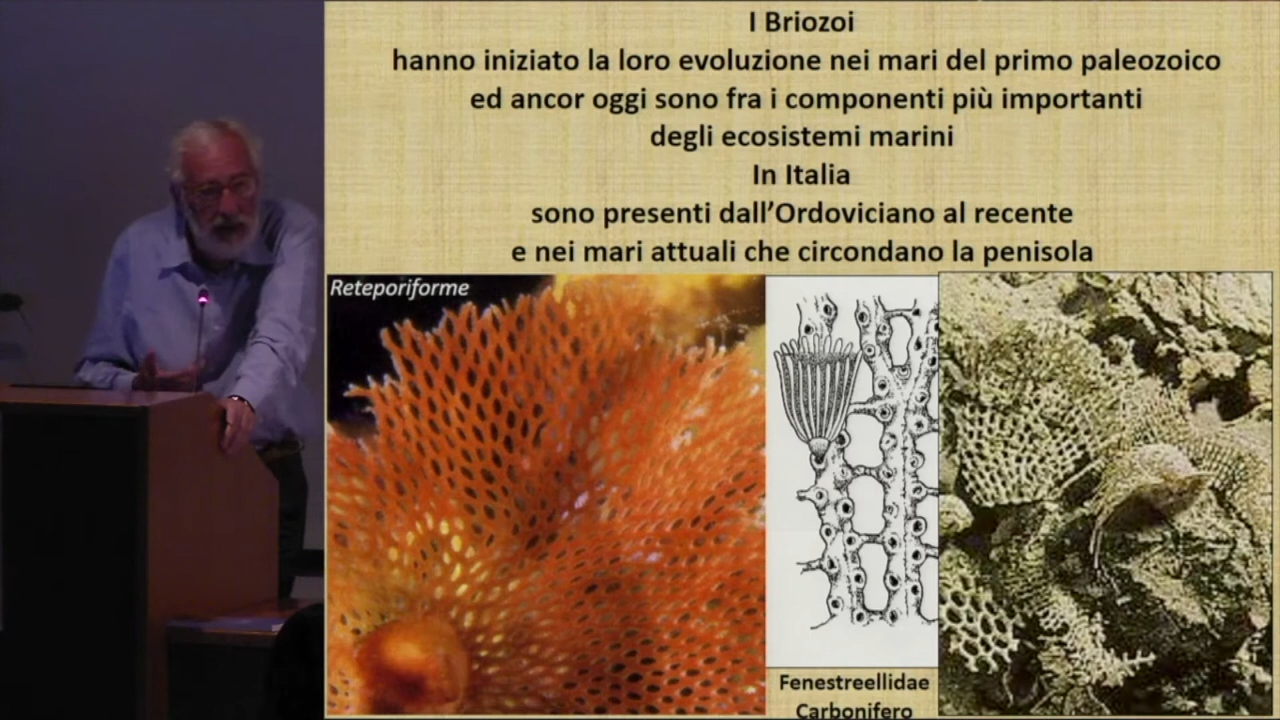 I Briozoi
hanno iniziato la loro evoluzione nei mari del primo paleozoico
ed ancor oggi sono fra i componenti più importanti
degli ecosistemi marini
In Italia
sono presenti dall’Ordoviciano al recente
e nei mari attuali che circondano la penisola
Reteporiforme
Fenestreellidae
Carbonifero